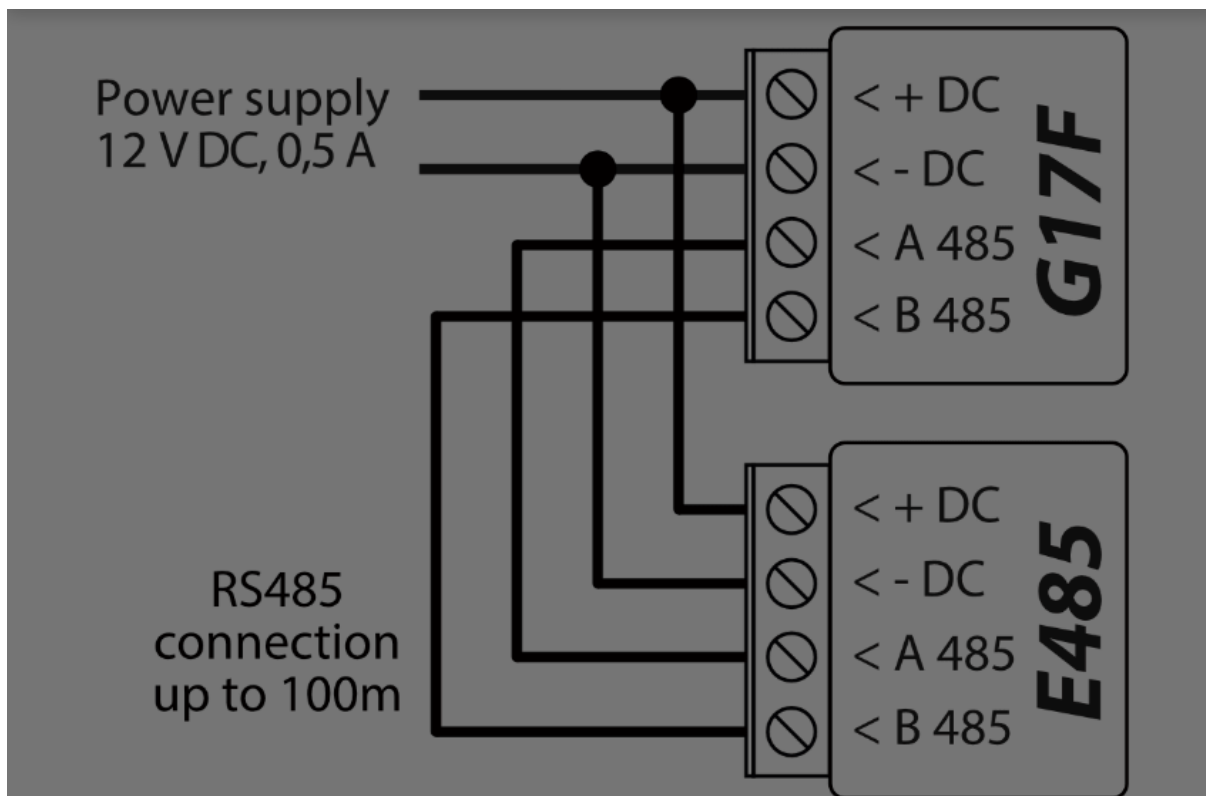 Power supply
12 V DC, 0,5 A
< + DC
< - DC
< A 485
< B 485
G17F
RS485
connection
up to 100m
< + DC
< - DC
< A 485
< B 485
E485